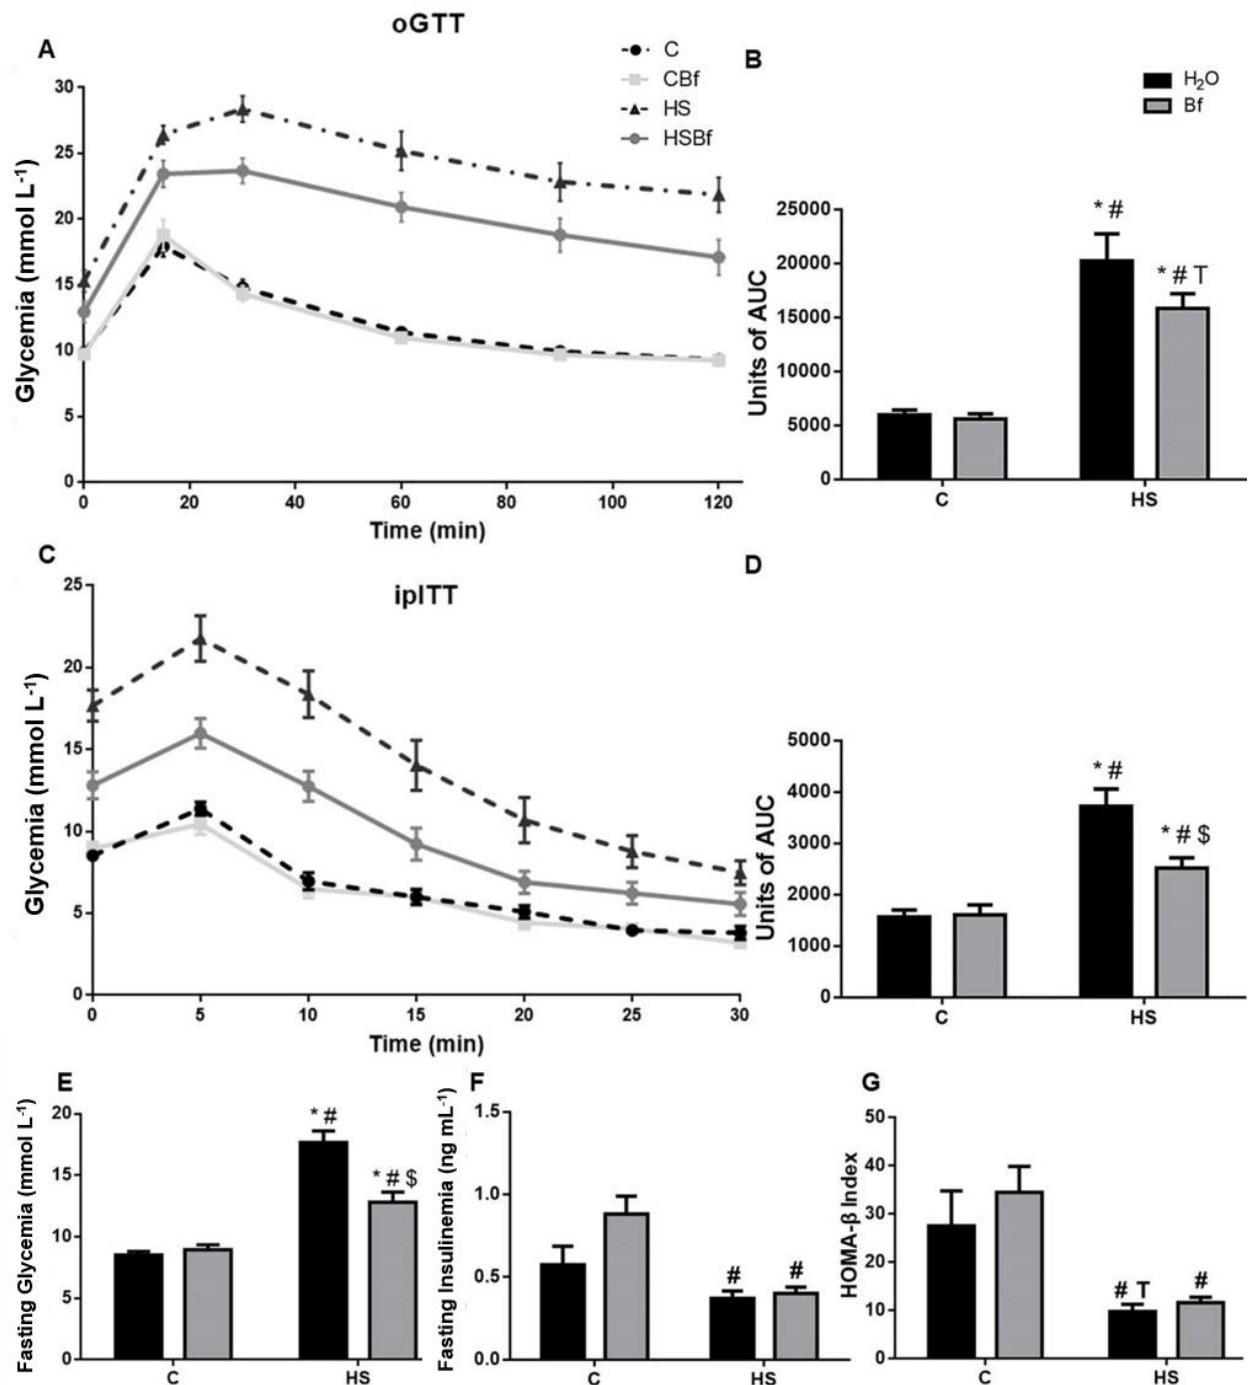 oGTT
A
C
CBf
HS
HSBf
Glycemia (mmol L-1)
30
25
20
15
10
5
0
0 20 40 60 80 100 120
Time (min)
B
H2O
Bf
Units of AUC
25000
20000
15000
10000
5000
0
* #
* # T
C HS
C
ipITT
Glycemia (mmol L-1)
25
20
15
10
5
0
0 5 10 15 20 25 30
Time (min)
D
Units of AUC
5000
4000
3000
2000
1000
0
* #
* # $
C HS
E
Fasting Glycemia (mmol L-1)
20
15
10
5
0
* #
* # $
C HS
F
Fasting Insulinemia (ng mL-1)
1.5
1.0
0.5
0.0
# #
C HS
G
HOMA-β Index
50
40
30
20
10
0
# T #
C HS